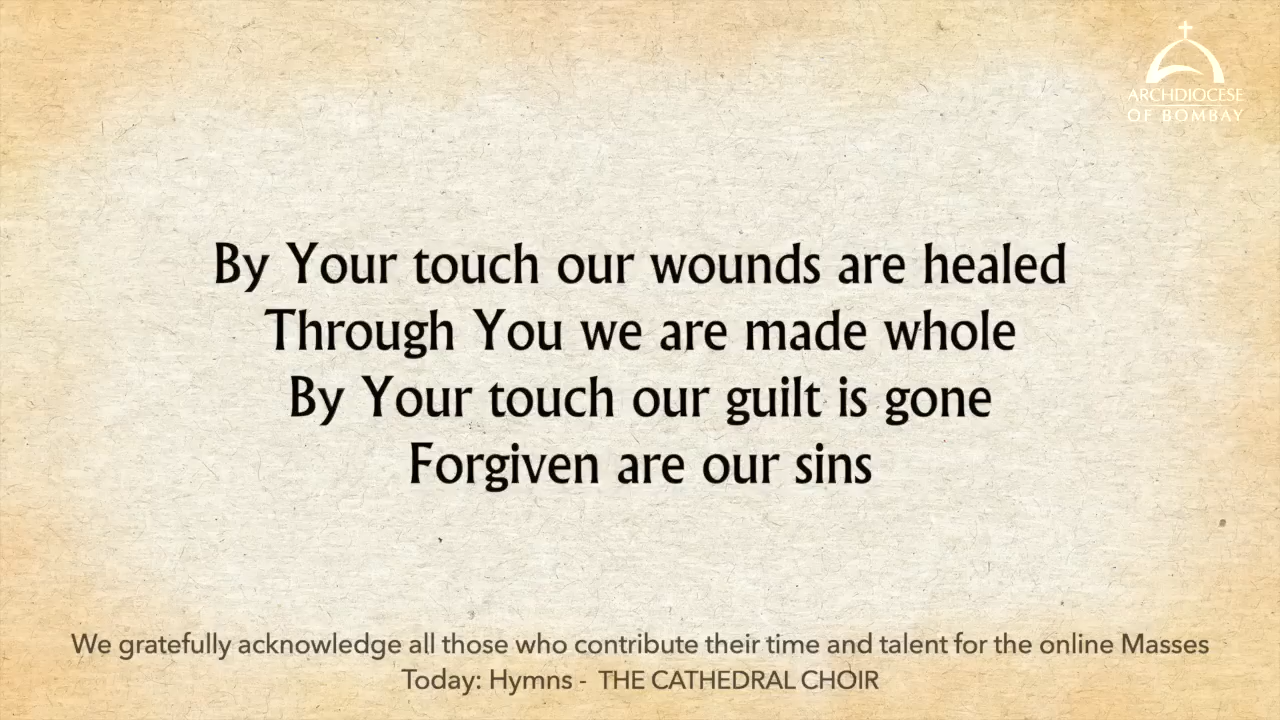 ARCHDIOCESE
OF BOMBAY
By Your touch our wounds are healed
Through You we are made whole
By Your touch our guilt is gone
Forgiven are our sins
We gratefully acknowledge all those who contribute their time and talent for the online Masses
Today: Hymns - THE CATHEDRAL CHOIR